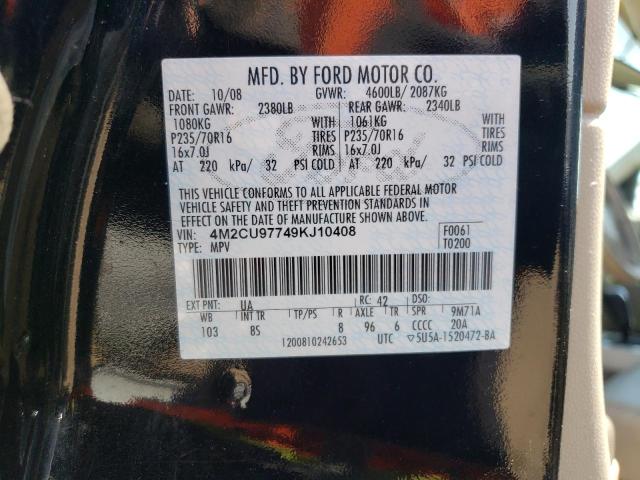 MFD. BY FORD MOTOR CO.
DATE: 10/08 GVWR: 4600LB/ 2087KG
FRONT GAWR: 2380LB REAR GAWR: 2340LB
1080KG WITH 1061KG WITH
P235/70R16 TIRES P235/70R16 TIRES
16x7.0J RIMS 16x7.0J RIMS
AT 220 kPa/ 32 PSI COLD AT 220 kPa/ 32 PSI COLD
THIS VEHICLE CONFORMS TO ALL APPLICABLE FEDERAL MOTOR
VEHICLE SAFETY AND THEFT PREVENTION STANDARDS IN
EFFECT ON THE DATE OF MANUFACTURE SHOWN ABOVE.
VIN: 4M2CU97749KJ10408 F0061
TYPE: MPV T0200
EXT PNT: UA RC: 42 DSO:
WB INT TR TP/PS R AXLE TR SPR 9M71A
103 BS 8 96 6 CCCC 20A
1200810242653 UTC ▽5U5A-1520472-BA